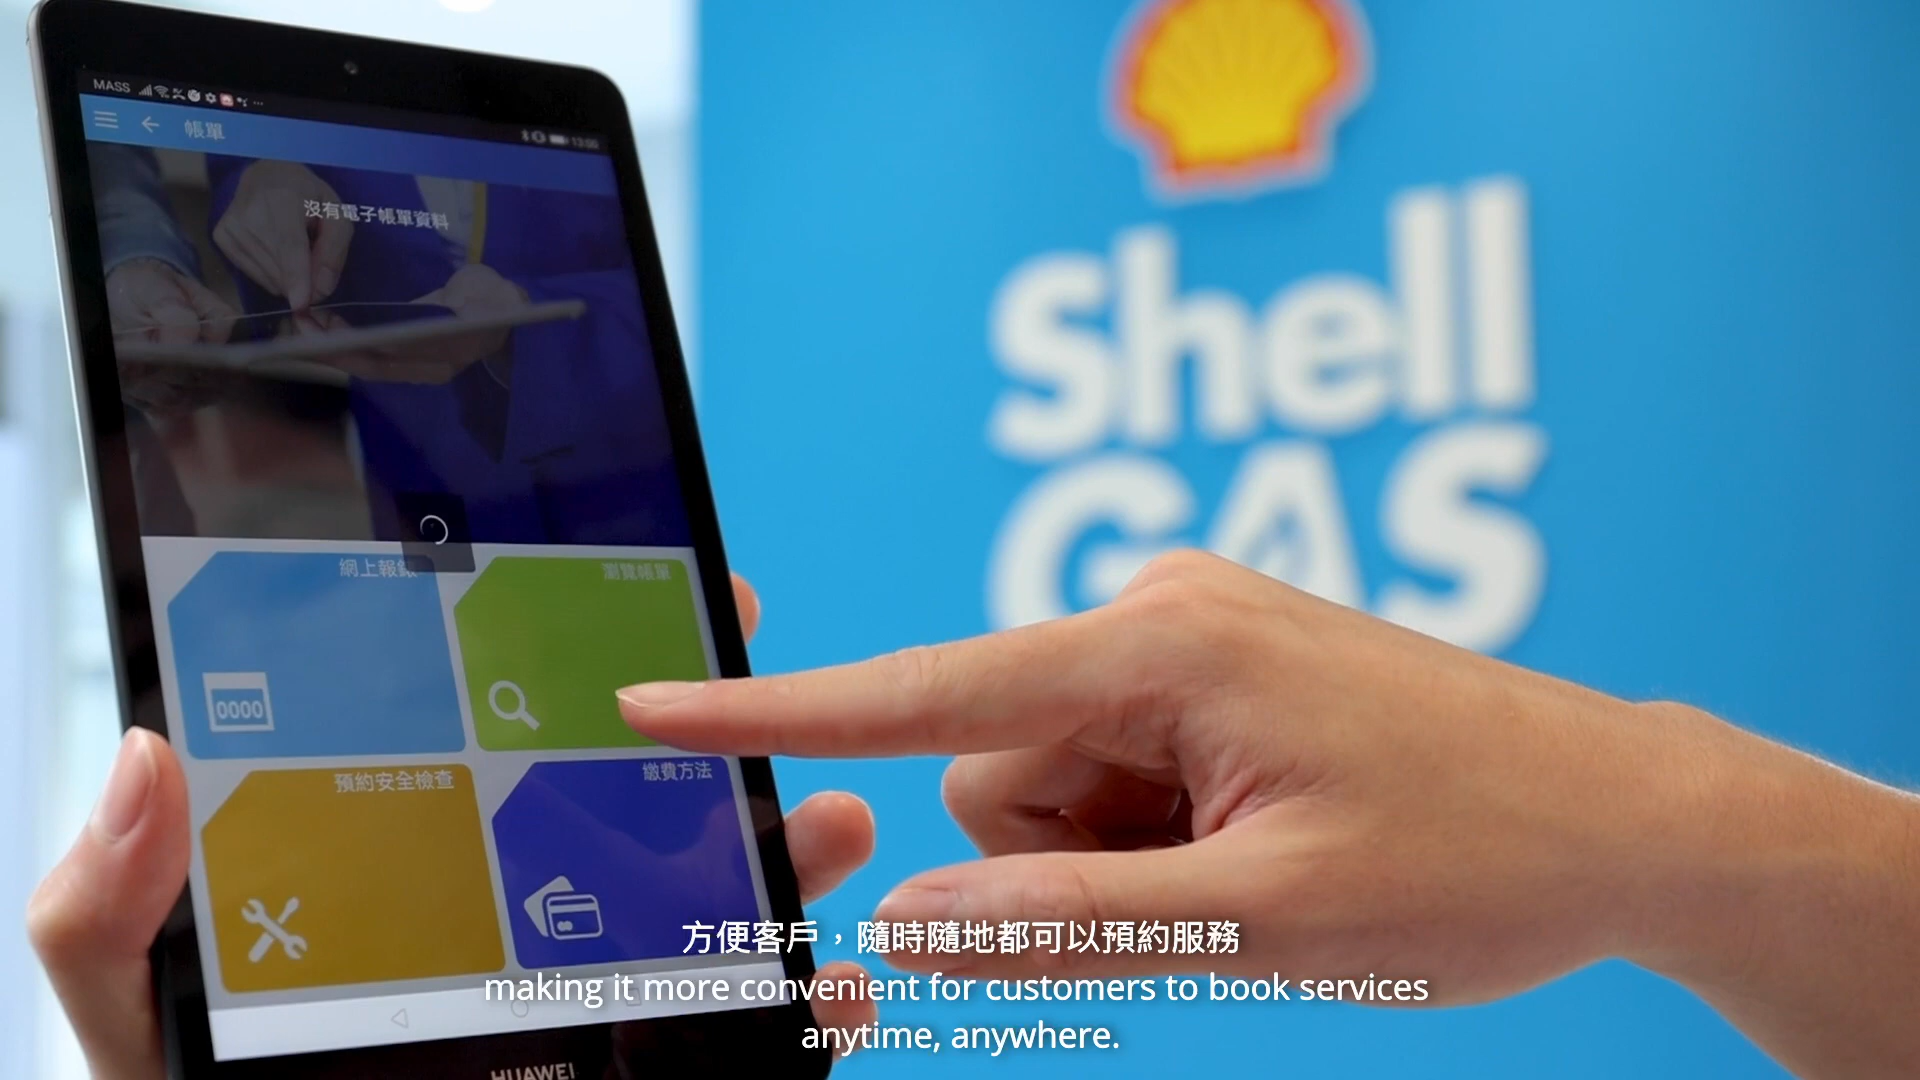 MASS
13:00
帳單
沒有電子帳單資料
網上報錶
瀏覽帳單
0000
預約安全檢查
繳費方法
HUAWEI
Shell
GAS
方便客戶，隨時隨地都可以預約服務
making it more convenient for customers to book services
anytime, anywhere.